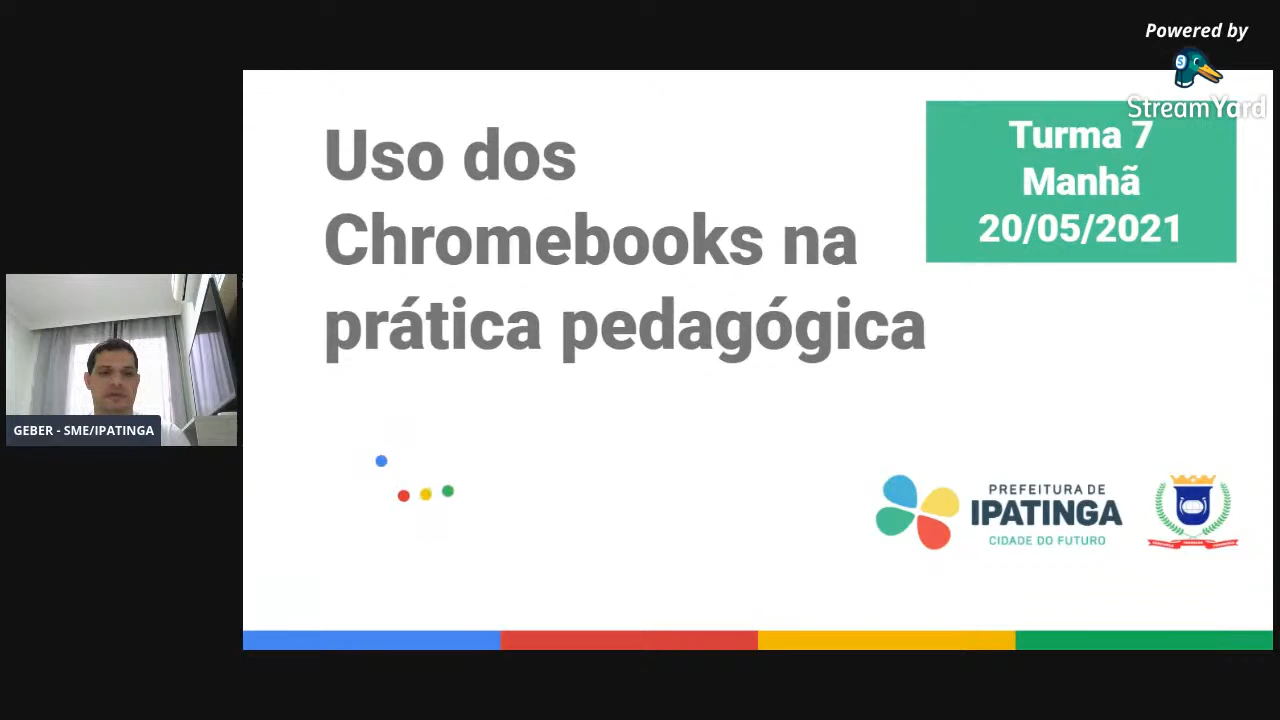 Powered by
StreamYard
Uso dos
Chromebooks na
prática pedagógica
Turma 7
Manhã
20/05/2021
GEBER - SME/IPATINGA
PREFEITURA DE
IPATINGA
CIDADE DO FUTURO